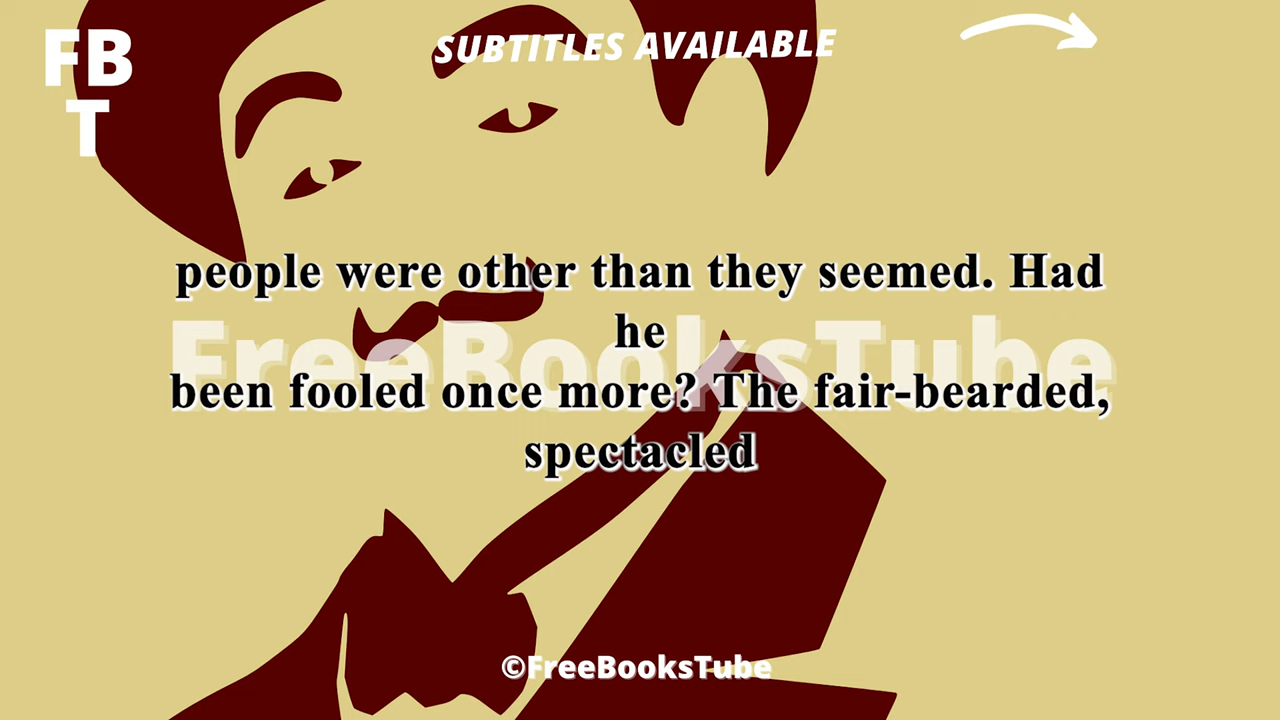 FB
T
SUBTITLES AVAILABLE
people were other than they seemed. Had
he
been fooled once more? The fair-bearded,
spectacled
FreeBooksTube
©FreeBooksTube